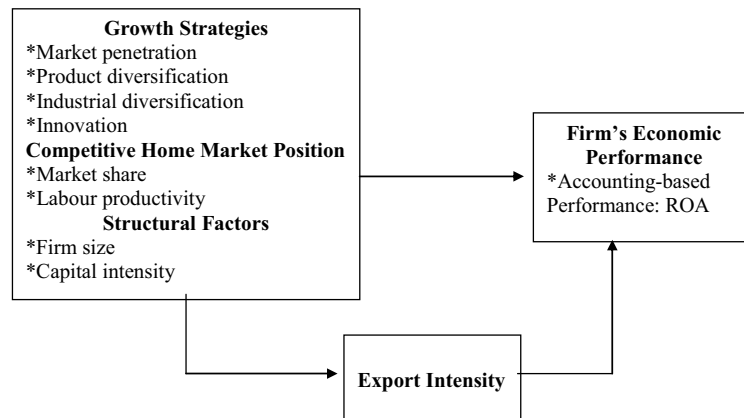 Growth Strategies
*Market penetration
*Product diversification
*Industrial diversification
*Innovation
Competitive Home Market Position
*Market share
*Labour productivity
Structural Factors
*Firm size
*Capital intensity
Firm's Economic
Performance
*Accounting-based
Performance: ROA
Export Intensity